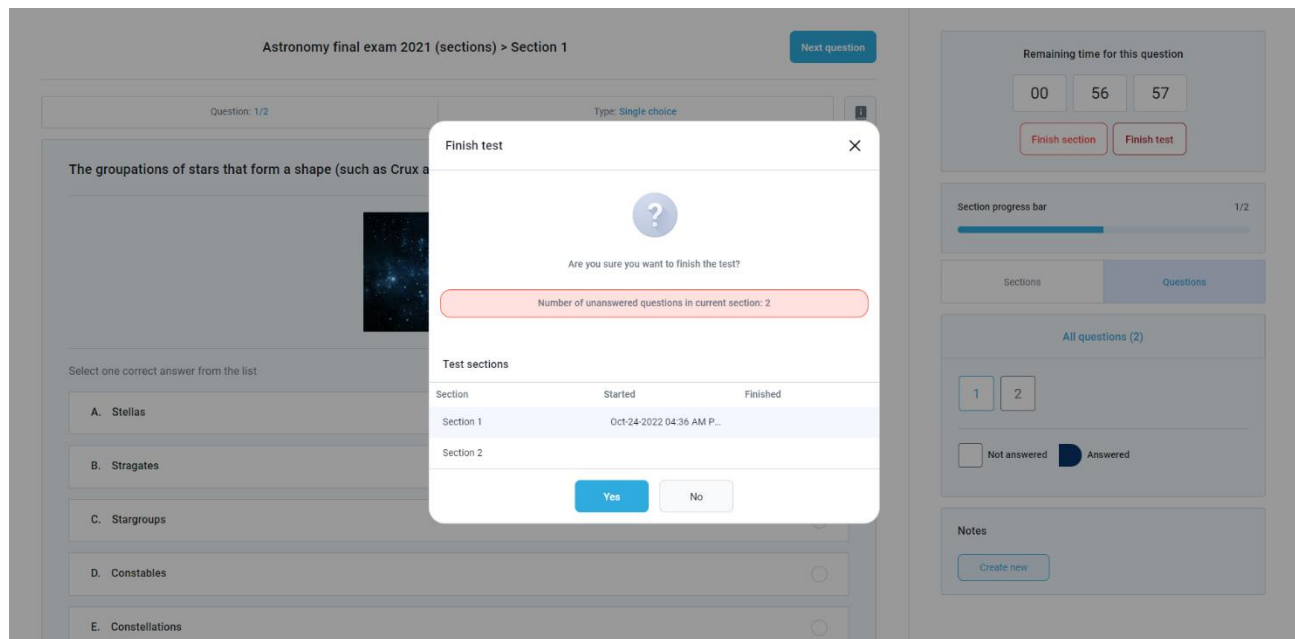 Astronomy final exam 2021 (sections) > Section 1
Next question
Question: 1/2
Type: Single choice
The groupations of stars that form a shape (such as Crux a
Select one correct answer from the list
A. Stellas
B. Stragates
C. Stargroups
D. Constables
E. Constellations
Finish test
?
Are you sure you want to finish the test?
Number of unanswered questions in current section: 2
Test sections
Section Started Finished
Section 1 Oct-24-2022 04:36 AM P...
Section 2
Yes No
Remaining time for this question
00 56 57
Finish section Finish test
Section progress bar 1/2
Sections Questions
All questions (2)
1 2
Not answered Answered
Notes
Create new